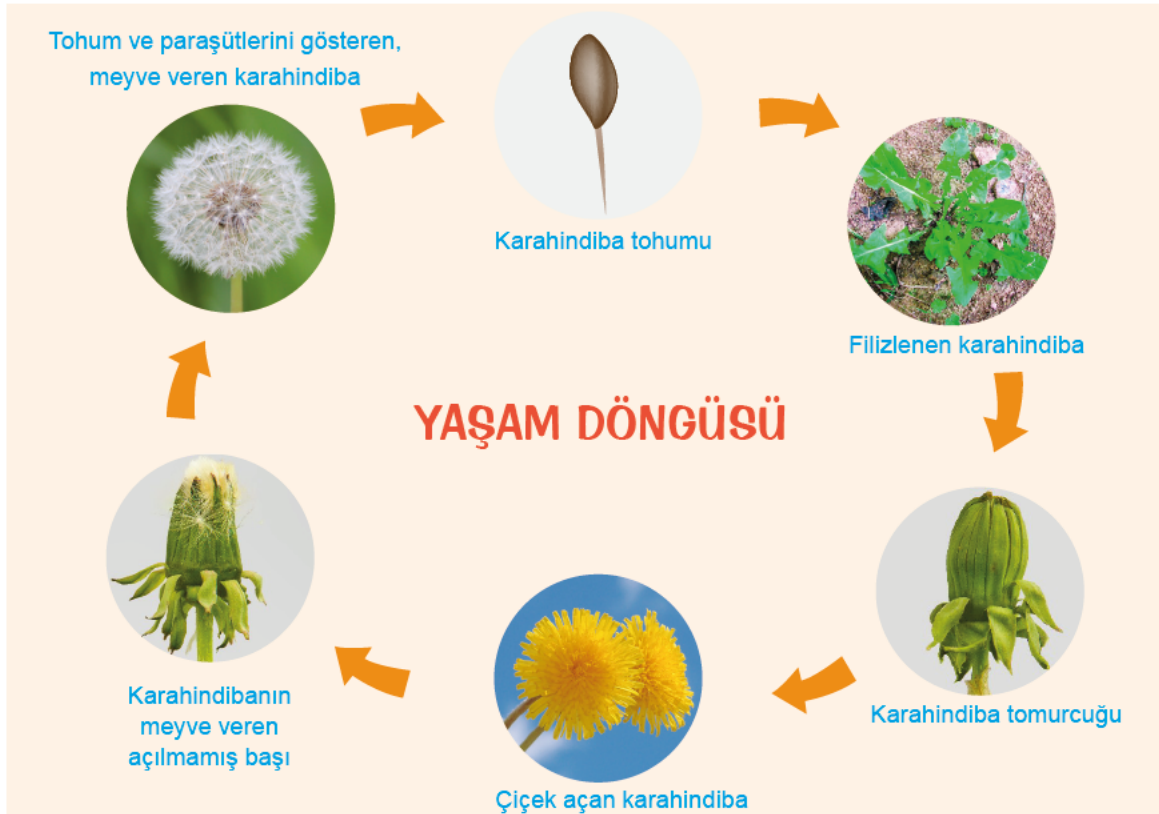 Tohum ve paraşütlerini gösteren,
meyve veren karahindiba
Karahindiba tohumu
Filizlenen karahindiba
YAŞAM DÖNGÜSÜ
Karahindiba tomurcuğu
Çiçek açan karahindiba
Karahindibanın
meyve veren
açılmamış başı